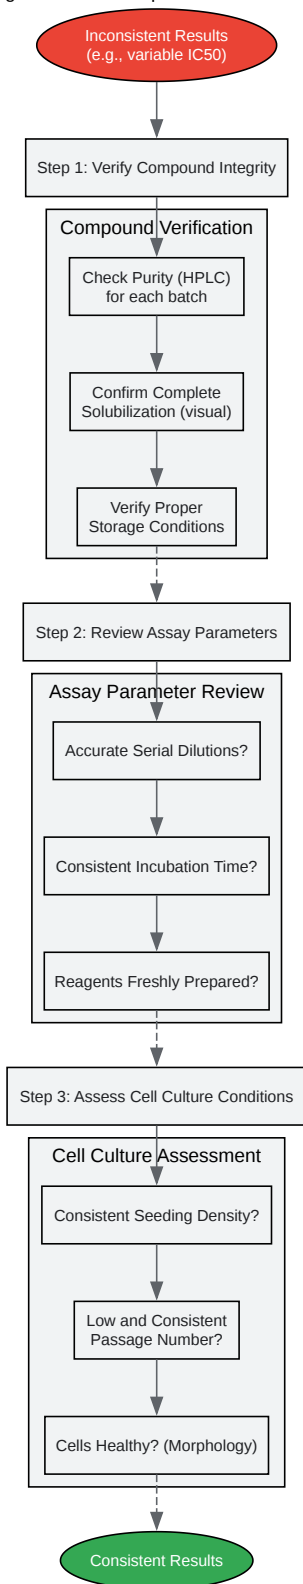 Inconsistent Results
(e.g., variable IC50)
Step 1: Verify Compound Integrity
Compound Verification
Check Purity (HPLC)
for each batch
Confirm Complete
Solubilization (visual)
Verify Proper
Storage Conditions
Step 2: Review Assay Parameters
Assay Parameter Review
Accurate Serial Dilutions?
Consistent Incubation Time?
Reagents Freshly Prepared?
Step 3: Assess Cell Culture Conditions
Cell Culture Assessment
Consistent Seeding Density?
Low and Consistent
Passage Number?
Cells Healthy? (Morphology)
Consistent Results